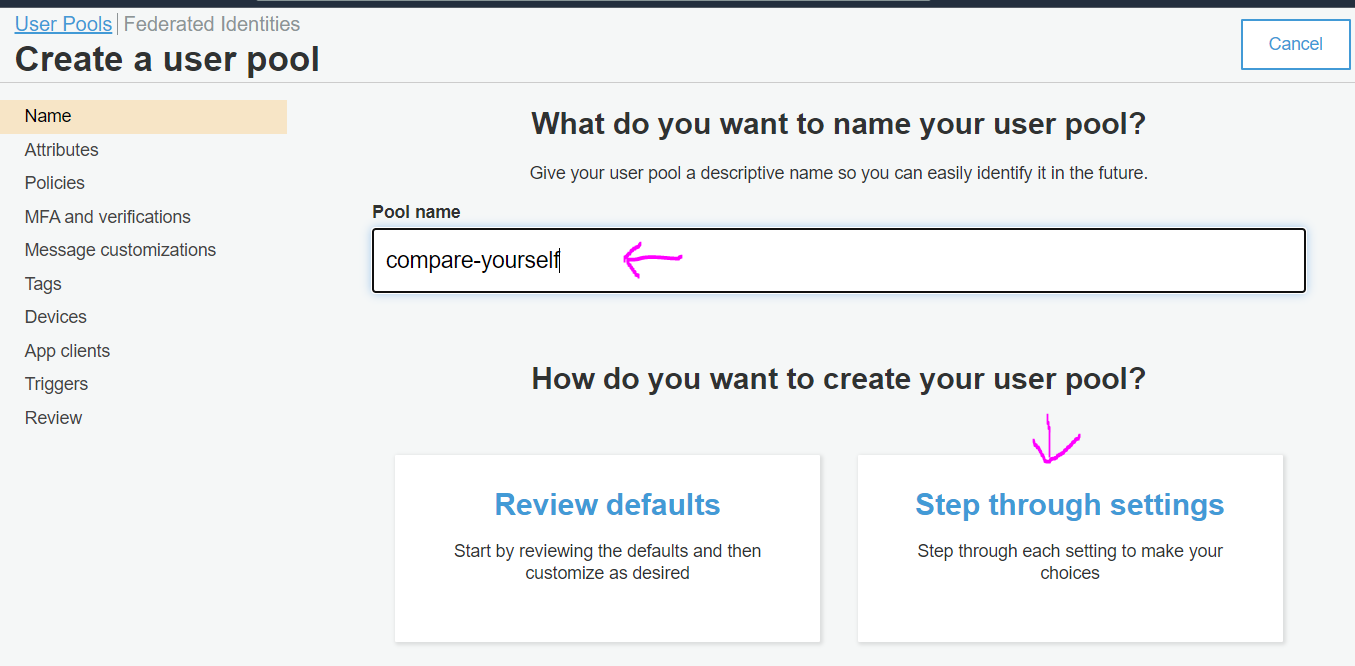 User Pools | Federated Identities
Create a user pool
Cancel
Name
Attributes
Policies
MFA and verifications
Message customizations
Tags
Devices
App clients
Triggers
Review
What do you want to name your user pool?
Give your user pool a descriptive name so you can easily identify it in the future.
Pool name
compare-yourself
How do you want to create your user pool?
Review defaults
Start by reviewing the defaults and then
customize as desired
Step through settings
Step through each setting to make your
choices